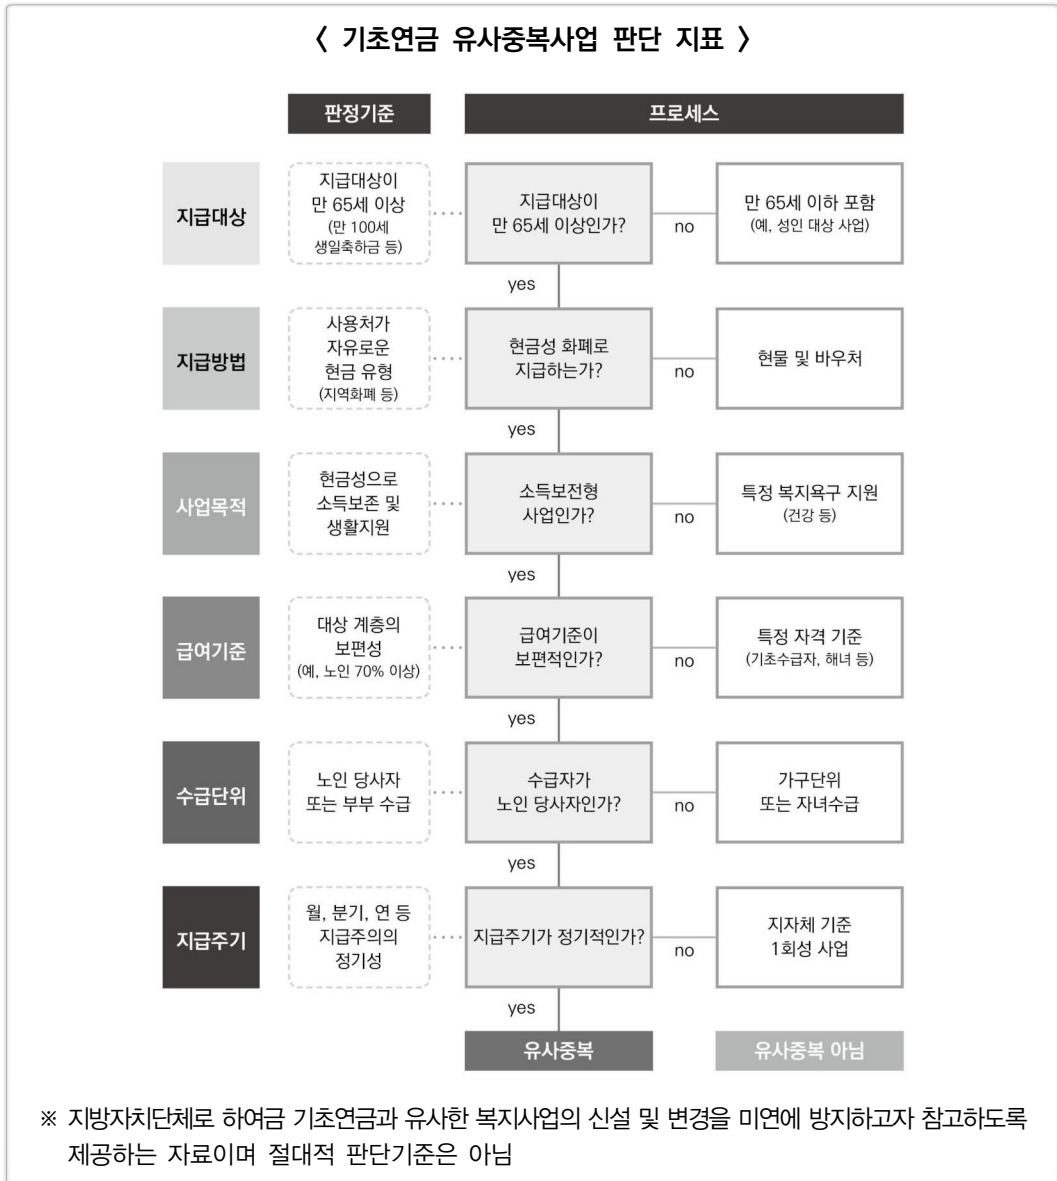 〈 기초연금 유사중복사업 판단 지표 〉
판정기준
프로세스
지급대상
지급대상이
만 65세 이상
(만 100세
생일축하금 등)
지급대상이
만 65세 이상인가?
no
만 65세 이하 포함
(예, 성인 대상 사업)
yes
지급방법
사용처가
자유로운
현금 유형
(지역화폐 등)
현금성 화폐로
지급하는가?
no
현물 및 바우처
yes
사업목적
현금성으로
소득보존 및
생활지원
소득보전형
사업인가?
no
특정 복지욕구 지원
(건강 등)
yes
급여기준
대상 계층의
보편성
(예, 노인 70% 이상)
급여기준이
보편적인가?
no
특정 자격 기준
(기초수급자, 해녀 등)
yes
수급단위
노인 당사자
또는 부부 수급
수급자가
노인 당사자인가?
no
가구단위
또는 자녀수급
yes
지급주기
월, 분기, 연 등
지급주의의
정기성
지급주기가 정기적인가?
no
지자체 기준
1회성 사업
yes
유사중복
유사중복 아님
※ 지방자치단체로 하여금 기초연금과 유사한 복지사업의 신설 및 변경을 미연에 방지하고자 참고하도록
제공하는 자료이며 절대적 판단기준은 아님